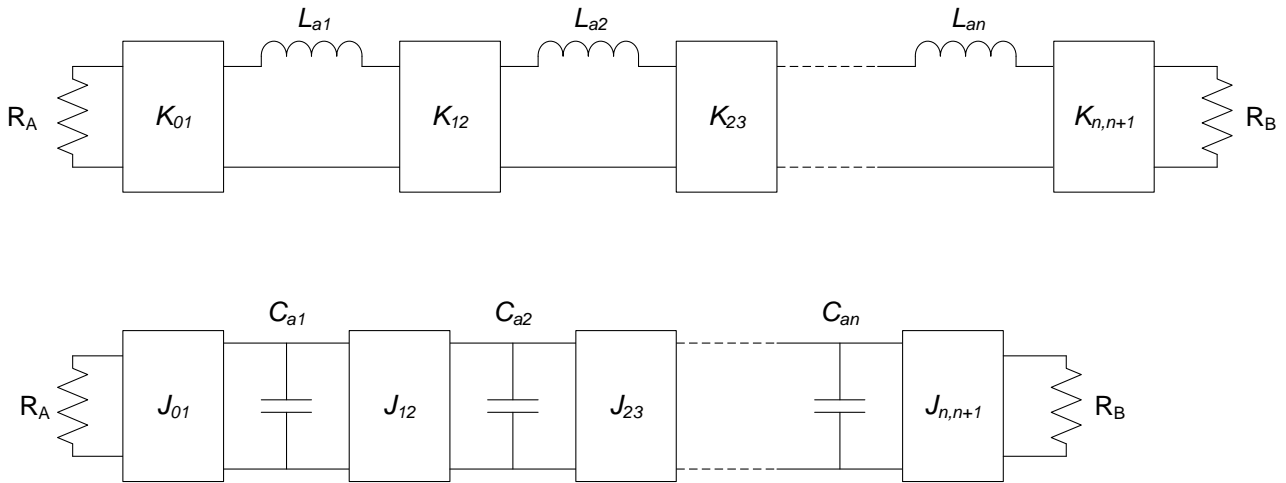 L_a1 L_a2 L_an
R_A K_01 K_12 K_23 K_n,n+1 R_B
C_a1 C_a2 C_an
R_A J_01 J_12 J_23 J_n,n+1 R_B